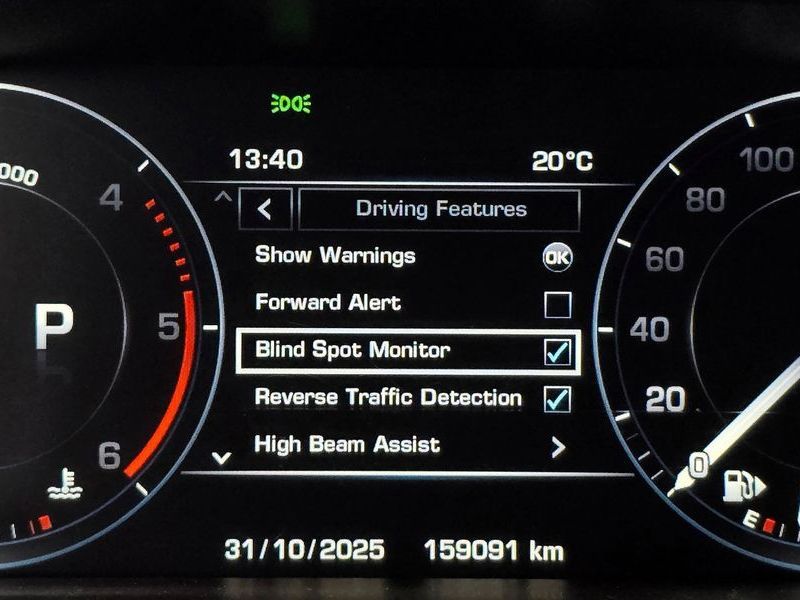 13:40 20°C
Driving Features
Show Warnings OK
Forward Alert
Blind Spot Monitor
Reverse Traffic Detection
High Beam Assist
31/10/2025 159091 km
000
4
5
6
P
100
80
60
40
20
0
E